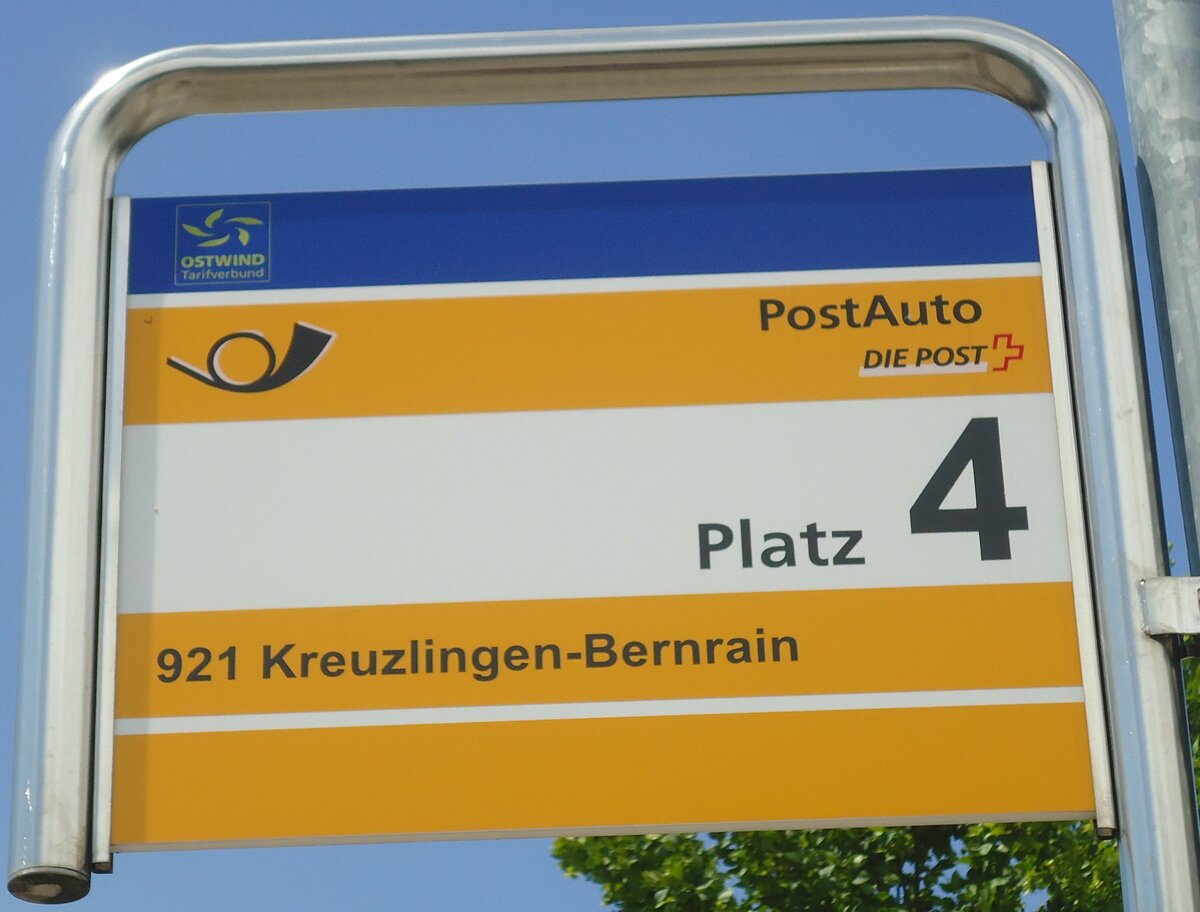 OSTWIND
Tarifverbund
PostAuto
DIE POST
Platz 4
921 Kreuzlingen-Bernrain